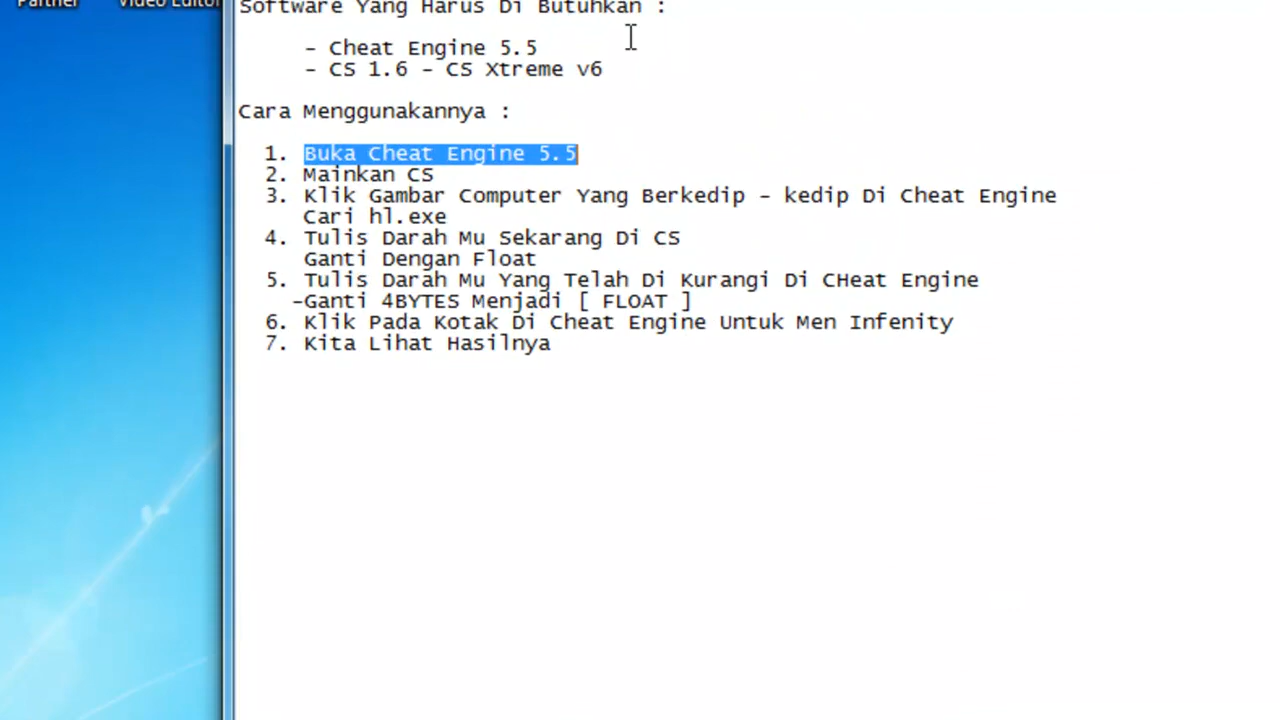 Partner Video Editor
Software Yang Harus Di Butuhkan :
- Cheat Engine 5.5
- CS 1.6 - CS Xtreme v6
Cara Menggunakannya :
1. Buka Cheat Engine 5.5
2. Mainkan CS
3. Klik Gambar Computer Yang Berkedip - kedip Di Cheat Engine
Cari hl.exe
4. Tulis Darah Mu Sekarang Di CS
Ganti Dengan Float
5. Tulis Darah Mu Yang Telah Di Kurangi Di CHeat Engine
-Ganti 4BYTES Menjadi [ FLOAT ]
6. Klik Pada Kotak Di Cheat Engine Untuk Men Infenity
7. Kita Lihat Hasilnya